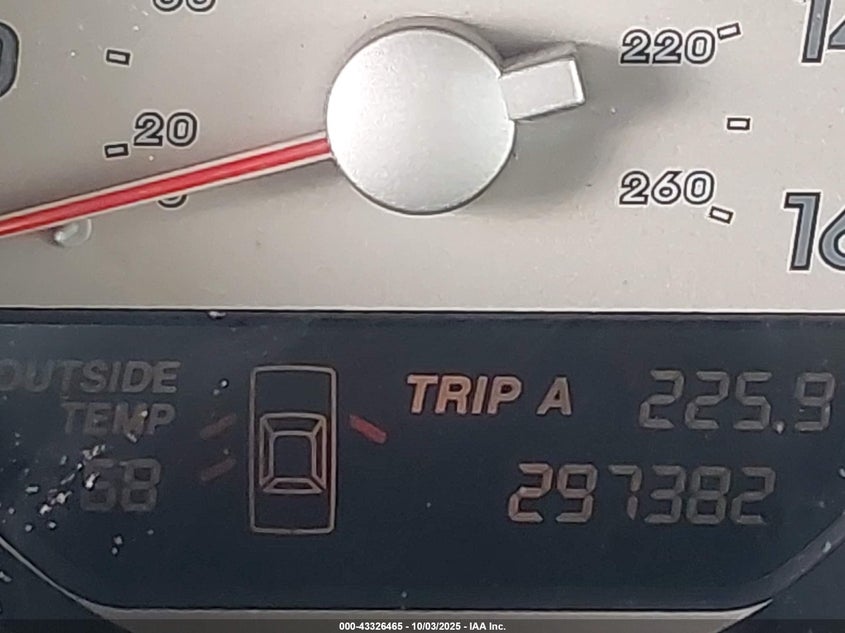 220
20
260
OUTSIDE
TEMP
68
TRIP A 225.9
297382
000-43326465 - 10/03/2025 - IAA Inc.